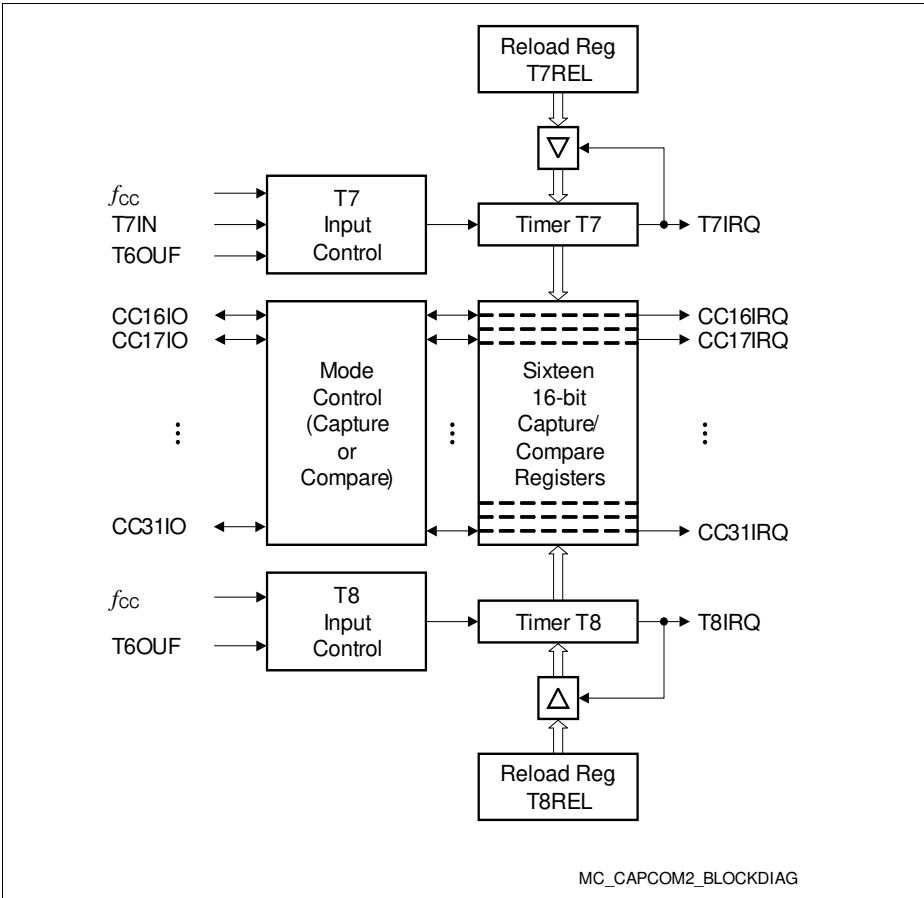 Reload Reg
T7REL
fCC
T7IN
T6OUF
T7
Input
Control
Timer T7
T7IRQ
CC16IO
CC17IO
CC31IO
Mode
Control
(Capture
or
Compare)
Sixteen
16-bit
Capture/
Compare
Registers
CC16IRQ
CC17IRQ
CC31IRQ
fCC
T6OUF
T8
Input
Control
Timer T8
T8IRQ
Reload Reg
T8REL
MC_CAPCOM2_BLOCKDIAG